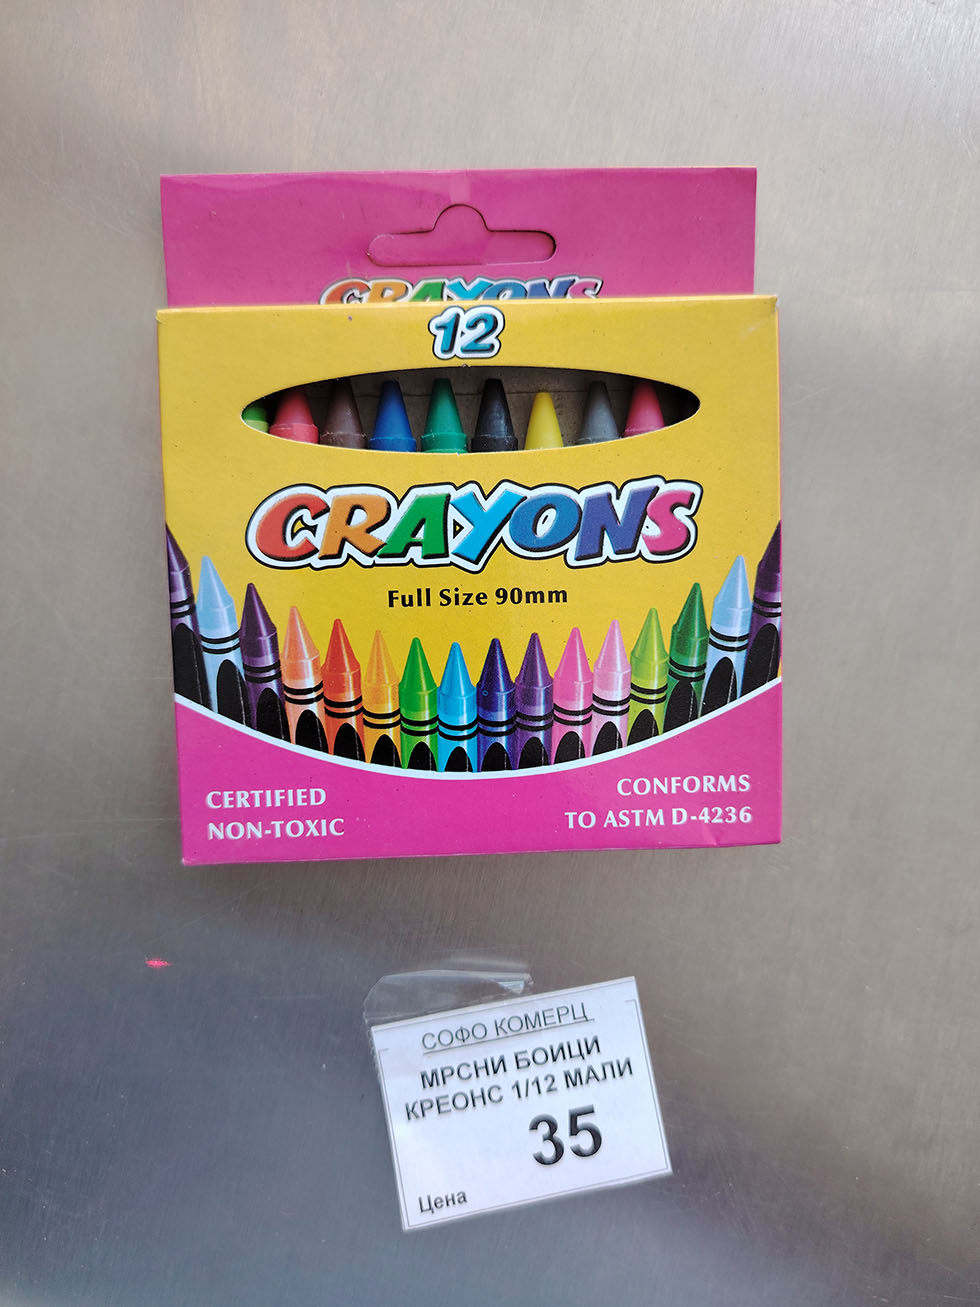 CRAYONS
12
CRAYONS
Full Size 90mm
CERTIFIED
NON-TOXIC
CONFORMS
TO ASTM D-4236
СОФО КОМЕРЦ
МРСНИ БОИЦИ
КРЕОНС 1/12 МАЛИ
35
Цена